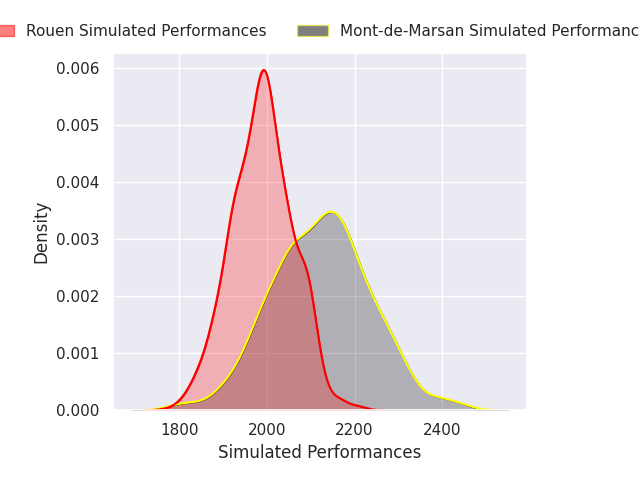 Rouen Simulated Performances
Mont-de-Marsan Simulated Performanc
0.006
0.005
0.004
0.003
0.002
0.001
0.000
Density
1800 2000 2200 2400
Simulated Performances